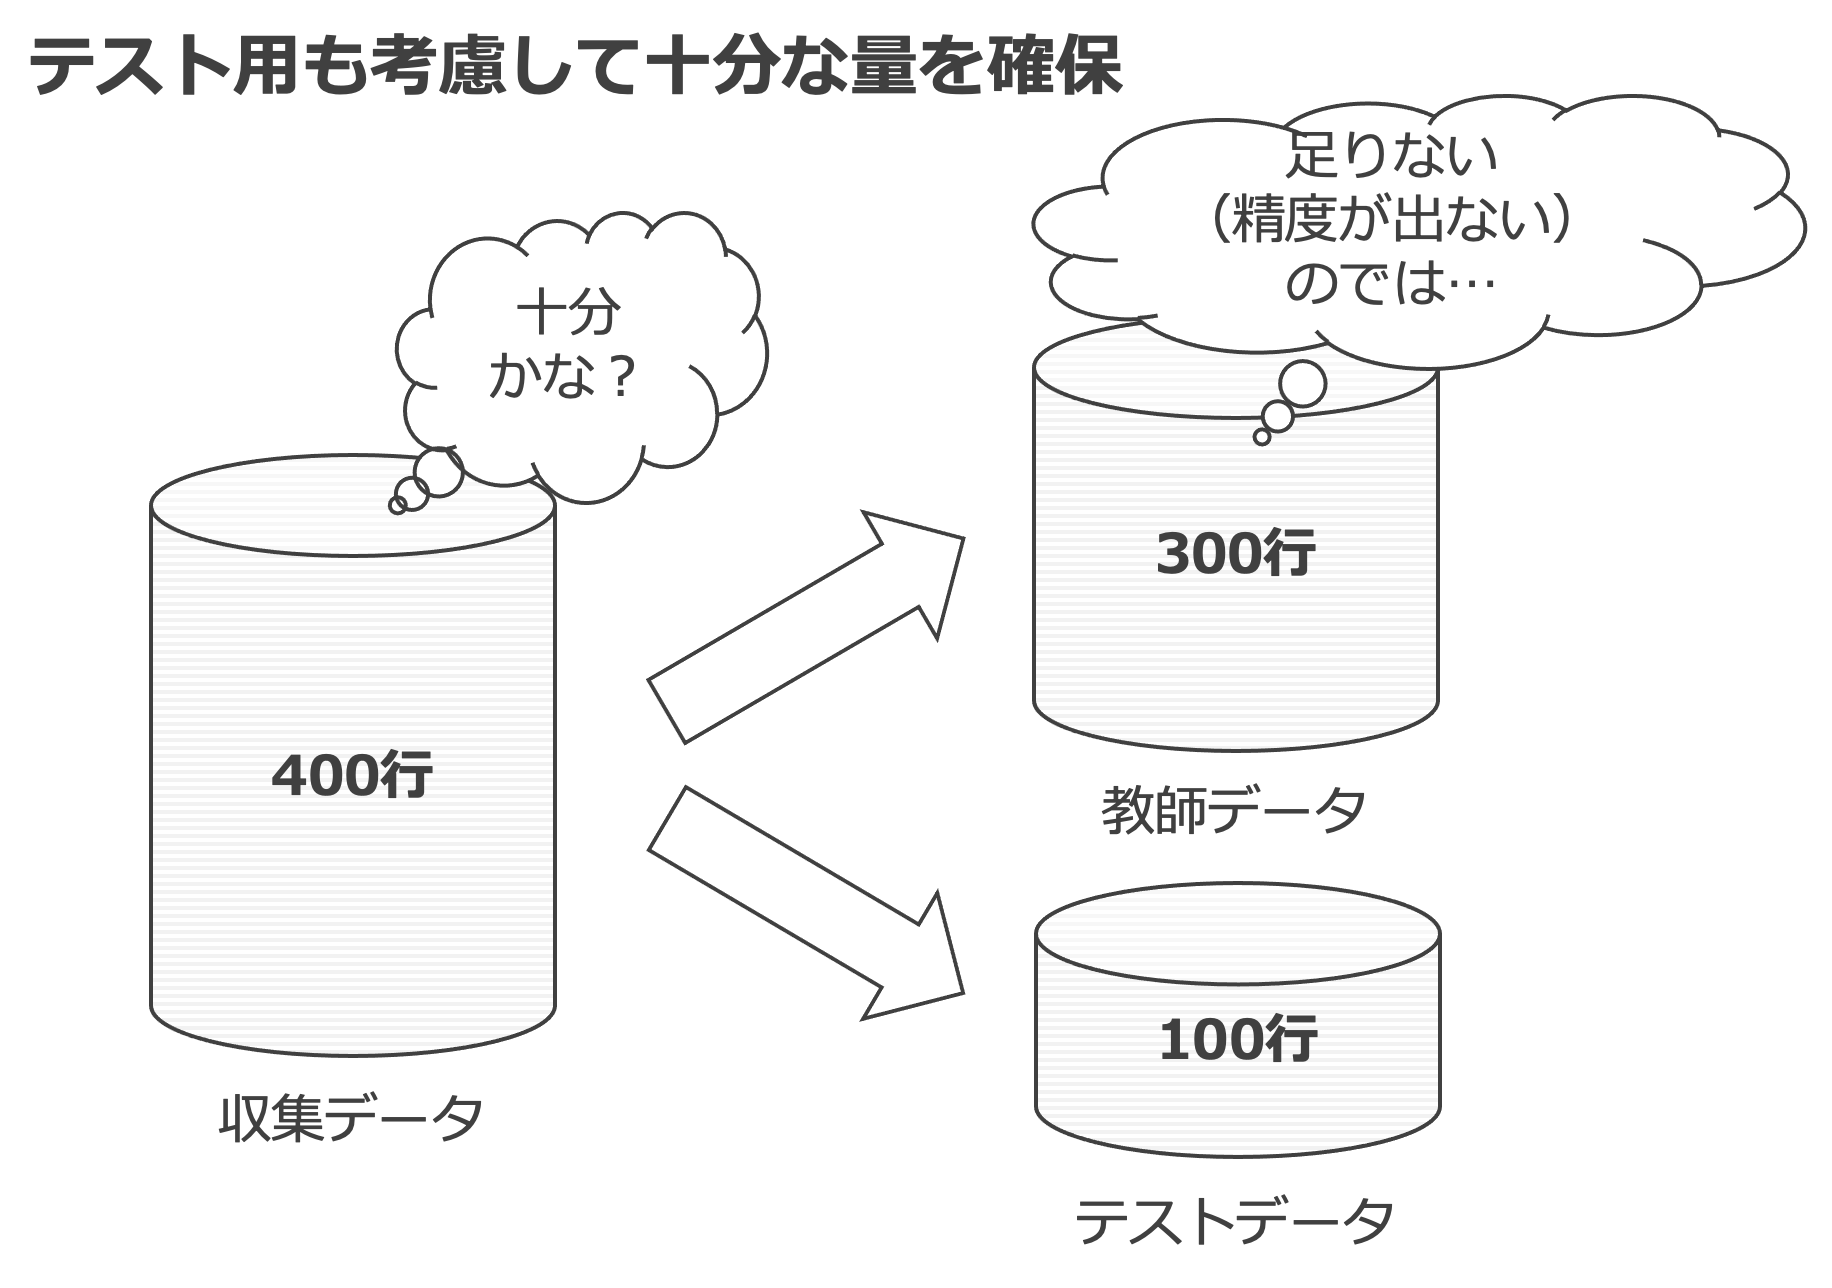 テスト用も考慮して十分な量を確保
足りない
（精度が出ない）
のでは…
十分
かな？
400行
収集データ
300行
教師データ
100行
テストデータ